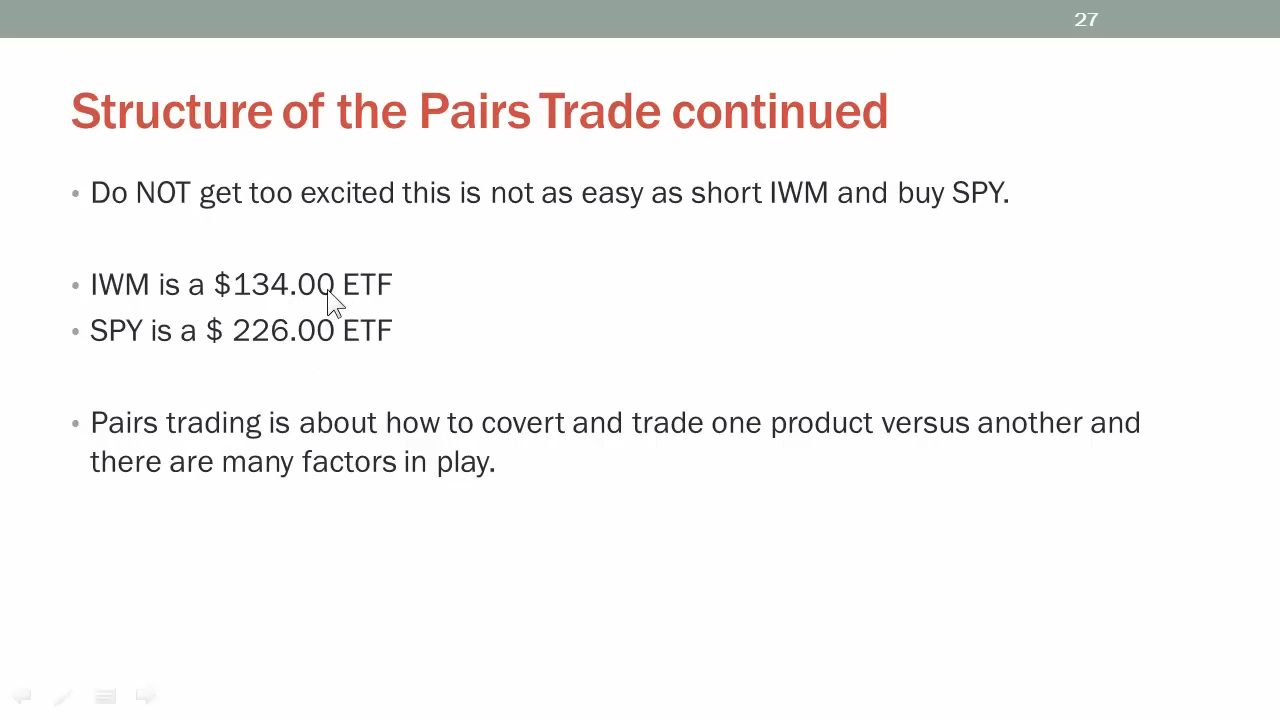 27
Structure of the Pairs Trade continued
• Do NOT get too excited this is not as easy as short IWM and buy SPY.
• IWM is a $134.00 ETF
• SPY is a $ 226.00 ETF
• Pairs trading is about how to covert and trade one product versus another and
there are many factors in play.